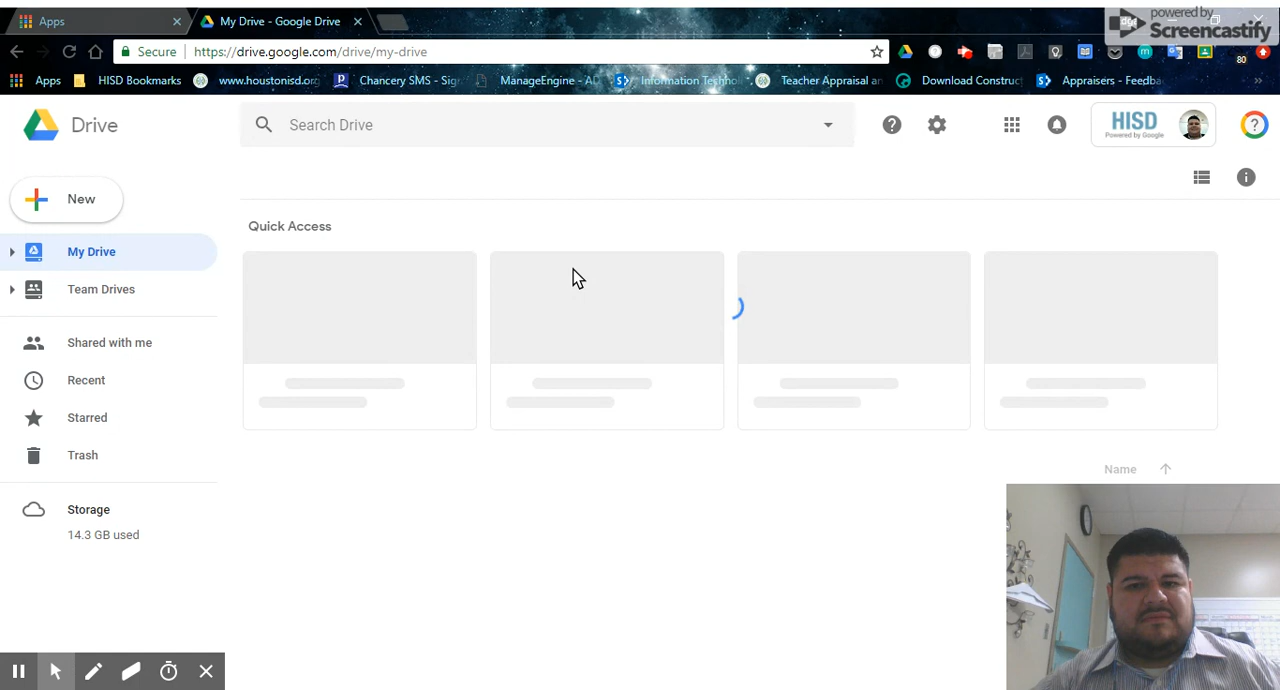 Apps
My Drive - Google Drive
powered by
Screencastify
Secure
https://drive.google.com/drive/my-drive
80
Apps
HISD Bookmarks
www.houstonisd.org
Chancery SMS - Sig
ManageEngine - AD
Information Technol
Teacher Appraisal an
Download Construc
Appraisers - Feedba
Drive
Search Drive
HISD
Powered by Google
New
Quick Access
My Drive
Team Drives
Shared with me
Recent
Starred
Trash
Name
Storage
14.3 GB used